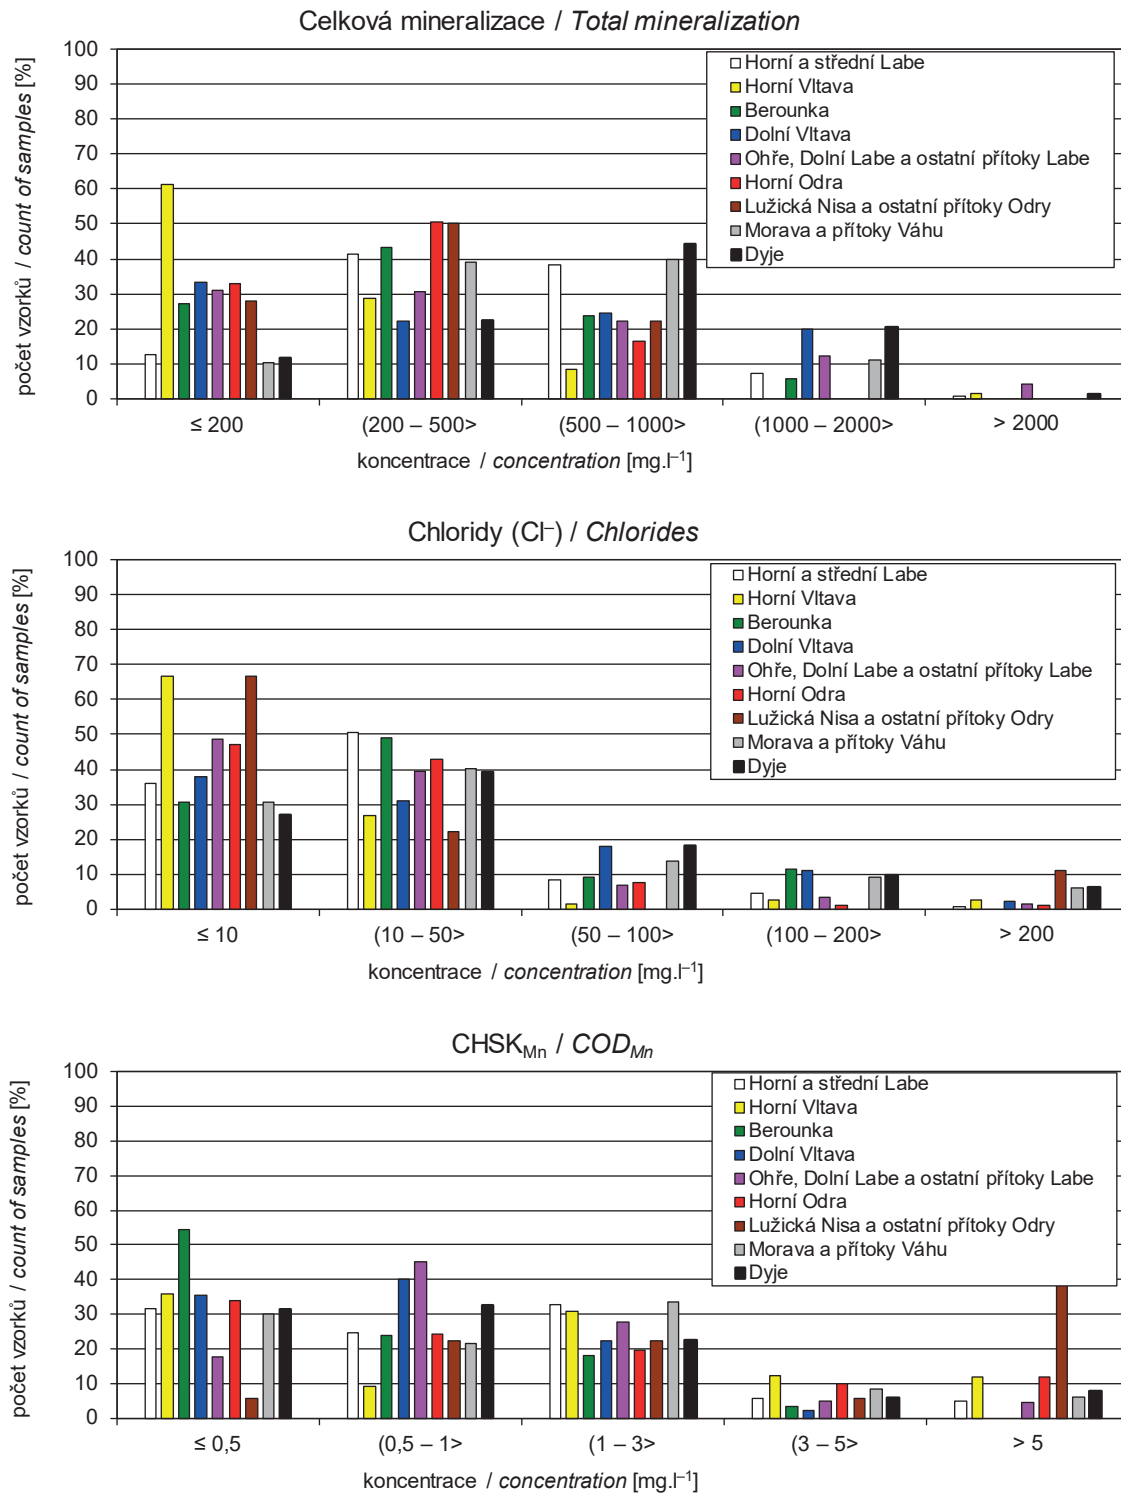 Celková mineralizace / Total mineralization
počet vzorků / count of samples [%]
100
90
80
70
60
50
40
30
20
10
0
Horní a střední Labe
Horní Vltava
Berounka
Dolní Vltava
Ohře, Dolní Labe a ostatní přítoky Labe
Horní Odra
Lužická Nisa a ostatní přítoky Odry
Morava a přítoky Váhu
Dyje
≤ 200 (200 – 500> (500 – 1000> (1000 – 2000> > 2000
koncentrace / concentration [mg.l⁻¹]
Chloridy (Cl⁻) / Chlorides
počet vzorků / count of samples [%]
100
90
80
70
60
50
40
30
20
10
0
Horní a střední Labe
Horní Vltava
Berounka
Dolní Vltava
Ohře, Dolní Labe a ostatní přítoky Labe
Horní Odra
Lužická Nisa a ostatní přítoky Odry
Morava a přítoky Váhu
Dyje
≤ 10 (10 – 50> (50 – 100> (100 – 200> > 200
koncentrace / concentration [mg.l⁻¹]
CHSK_Mn / COD_Mn
počet vzorků / count of samples [%]
100
90
80
70
60
50
40
30
20
10
0
Horní a střední Labe
Horní Vltava
Berounka
Dolní Vltava
Ohře, Dolní Labe a ostatní přítoky Labe
Horní Odra
Lužická Nisa a ostatní přítoky Odry
Morava a přítoky Váhu
Dyje
≤ 0,5 (0,5 – 1> (1 – 3> (3 – 5> > 5
koncentrace / concentration [mg.l⁻¹]